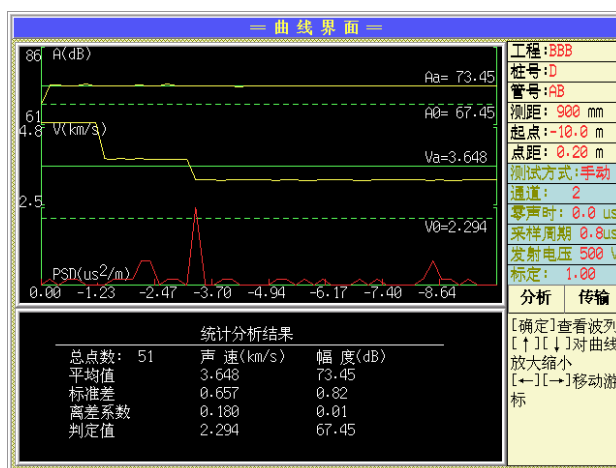 ═ 曲线界面 ═
86 A(dB)
Aa= 73.45
A0= 67.45
61
4.8 V(km/s)
Va=3.648
2.5
V0=2.294
PSD(us²/m)
0.00 -1.23 -2.47 -3.70 -4.94 -6.17 -7.40 -8.64
统计分析结果
总点数: 51 声 速(km/s) 幅 度(dB)
平均值 3.648 73.45
标准差 0.657 0.82
离差系数 0.180 0.01
判定值 2.294 67.45
工程:BBB
桩号:D
管号:AB
测距: 900 mm
起点:-10.0 m
点距: 0.20 m
测试方式:手动
通道: 2
零声时: 0.0 us
采样周期 0.8us
发射电压 500 V
标定: 1.00
分析 传输
[确定]查看波列
[↑][↓]对曲线
放大缩小
[←][→]移动游
标